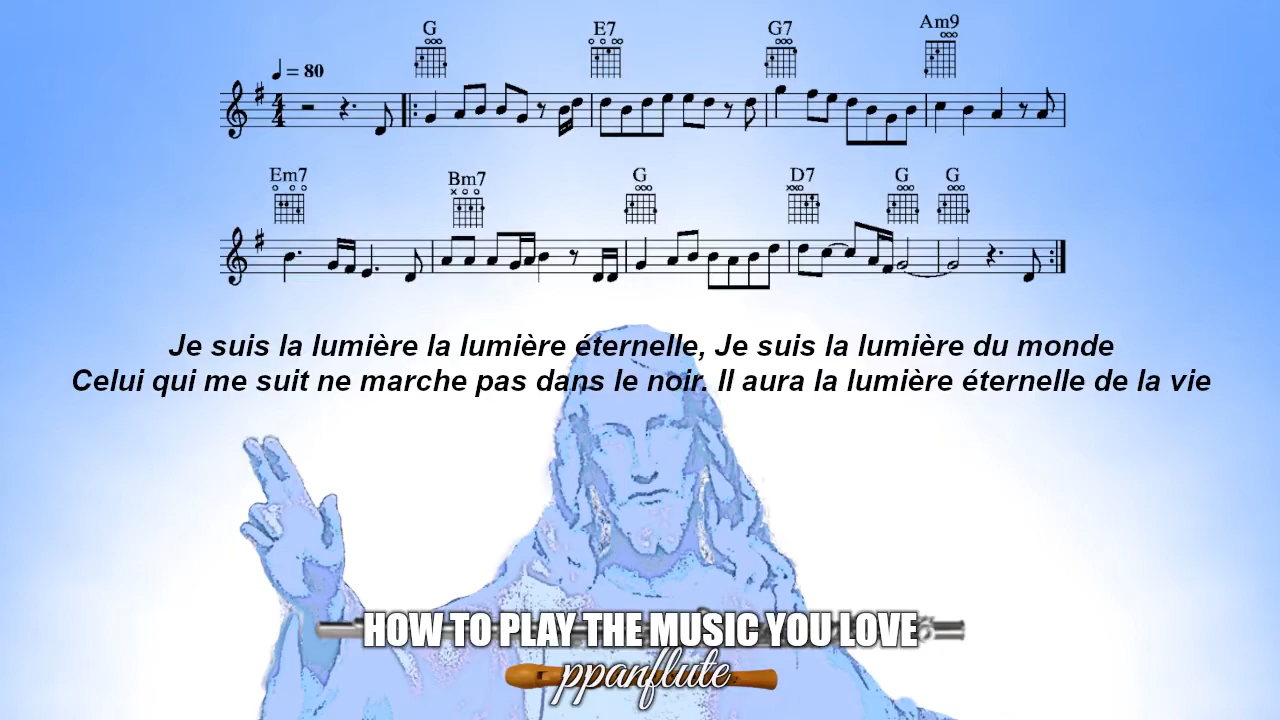 G E7 G7 Am9
= 80
4
4
Em7 Bm7 G D7 G G
Je suis la lumière la lumière éternelle, Je suis la lumière du monde
Celui qui me suit ne marche pas dans le noir. Il aura la lumière éternelle de la vie
HOW TO PLAY THE MUSIC YOU LOVE
ppanflute